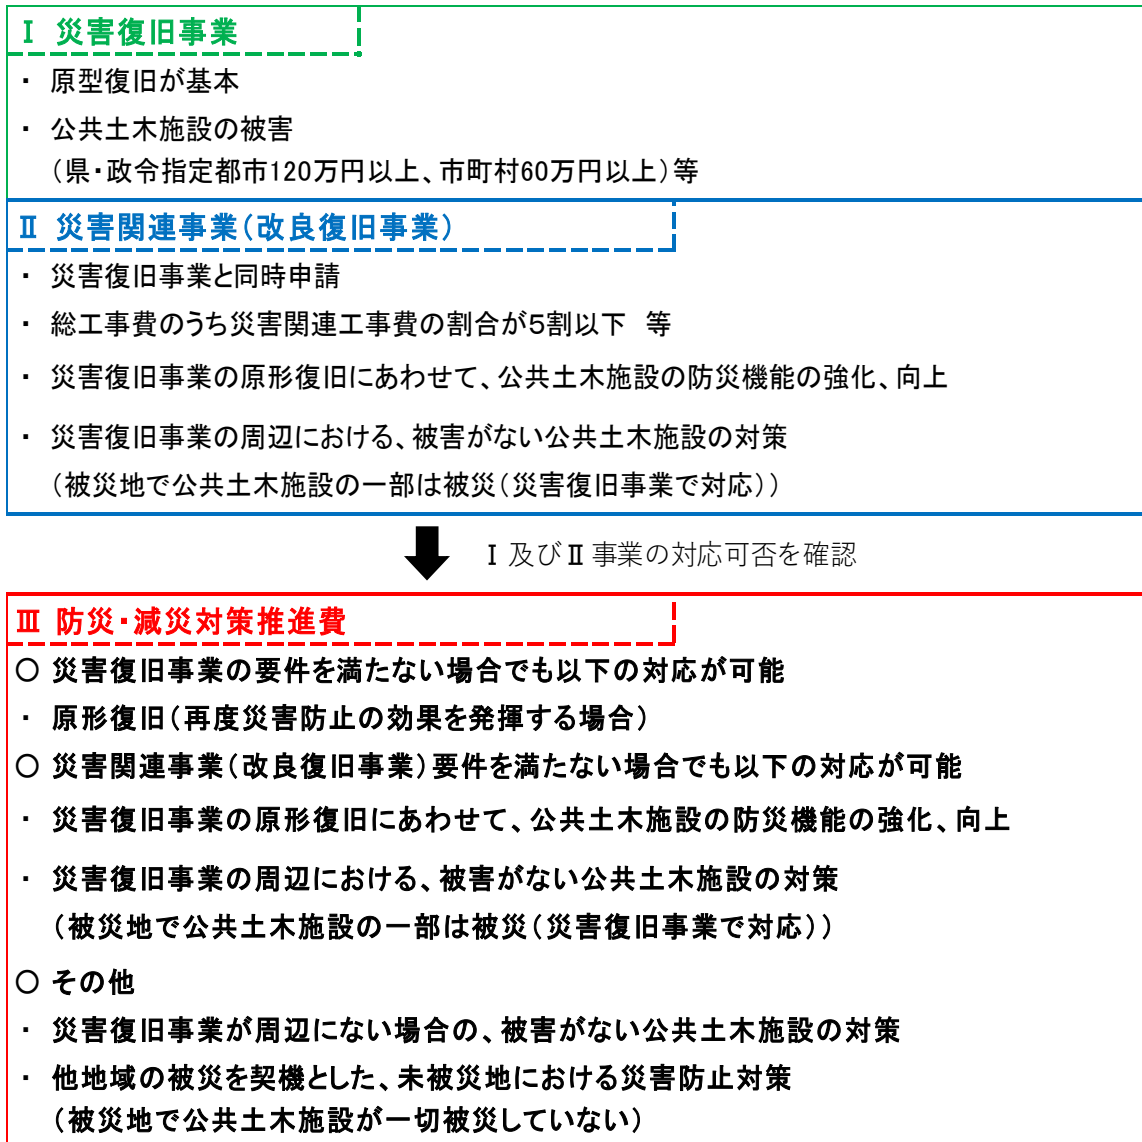 Ⅰ 災害復旧事業
・ 原型復旧が基本
・ 公共土木施設の被害
（県・政令指定都市120万円以上、市町村60万円以上）等
Ⅱ 災害関連事業（改良復旧事業）
・ 災害復旧事業と同時申請
・ 総工事費のうち災害関連工事費の割合が５割以下　等
・ 災害復旧事業の原形復旧にあわせて、公共土木施設の防災機能の強化、向上
・ 災害復旧事業の周辺における、被害がない公共土木施設の対策
（被災地で公共土木施設の一部は被災（災害復旧事業で対応））
Ⅰ 及び Ⅱ 事業の対応可否を確認
Ⅲ 防災・減災対策推進費
〇 災害復旧事業の要件を満たない場合でも以下の対応が可能
・ 原形復旧（再度災害防止の効果を発揮する場合）
〇 災害関連事業（改良復旧事業）要件を満たない場合でも以下の対応が可能
・ 災害復旧事業の原形復旧にあわせて、公共土木施設の防災機能の強化、向上
・ 災害復旧事業の周辺における、被害がない公共土木施設の対策
（被災地で公共土木施設の一部は被災（災害復旧事業で対応））
〇 その他
・ 災害復旧事業が周辺にない場合の、被害がない公共土木施設の対策
・ 他地域の被災を契機とした、未被災地における災害防止対策
（被災地で公共土木施設が一切被災していない）